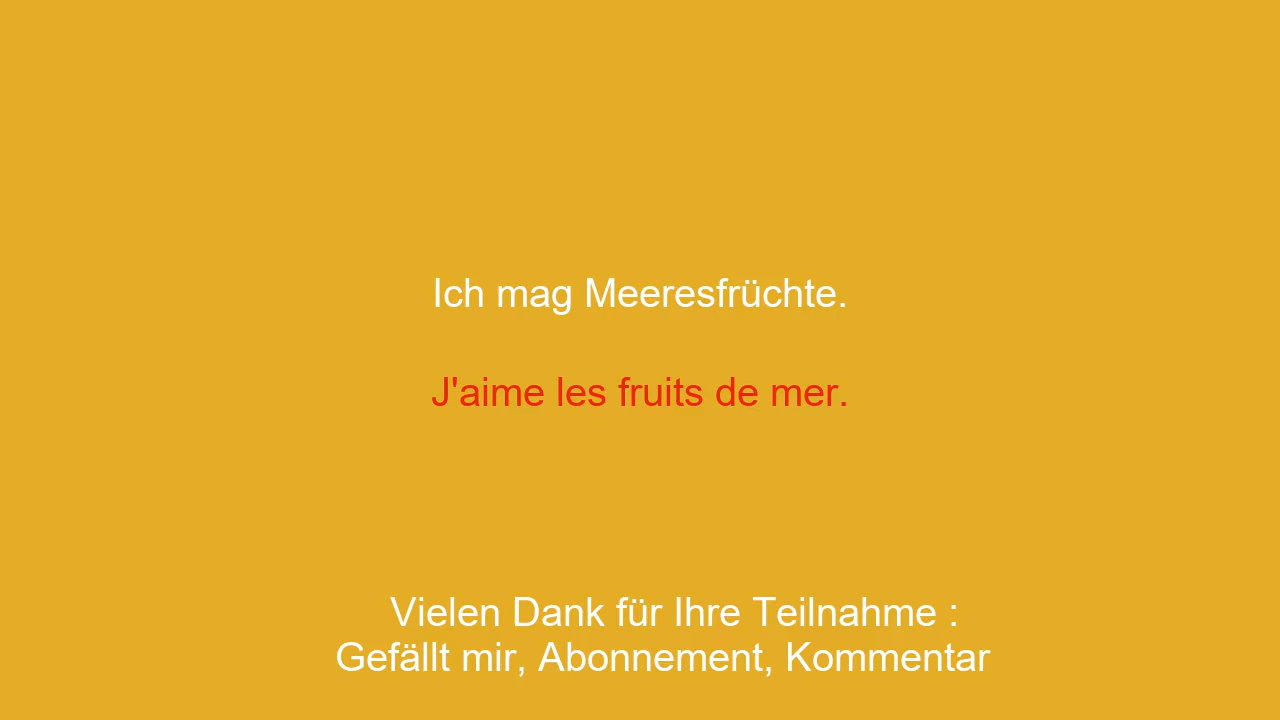 Ich mag Meeresfrüchte.
J'aime les fruits de mer.
Vielen Dank für Ihre Teilnahme :
Gefällt mir, Abonnement, Kommentar